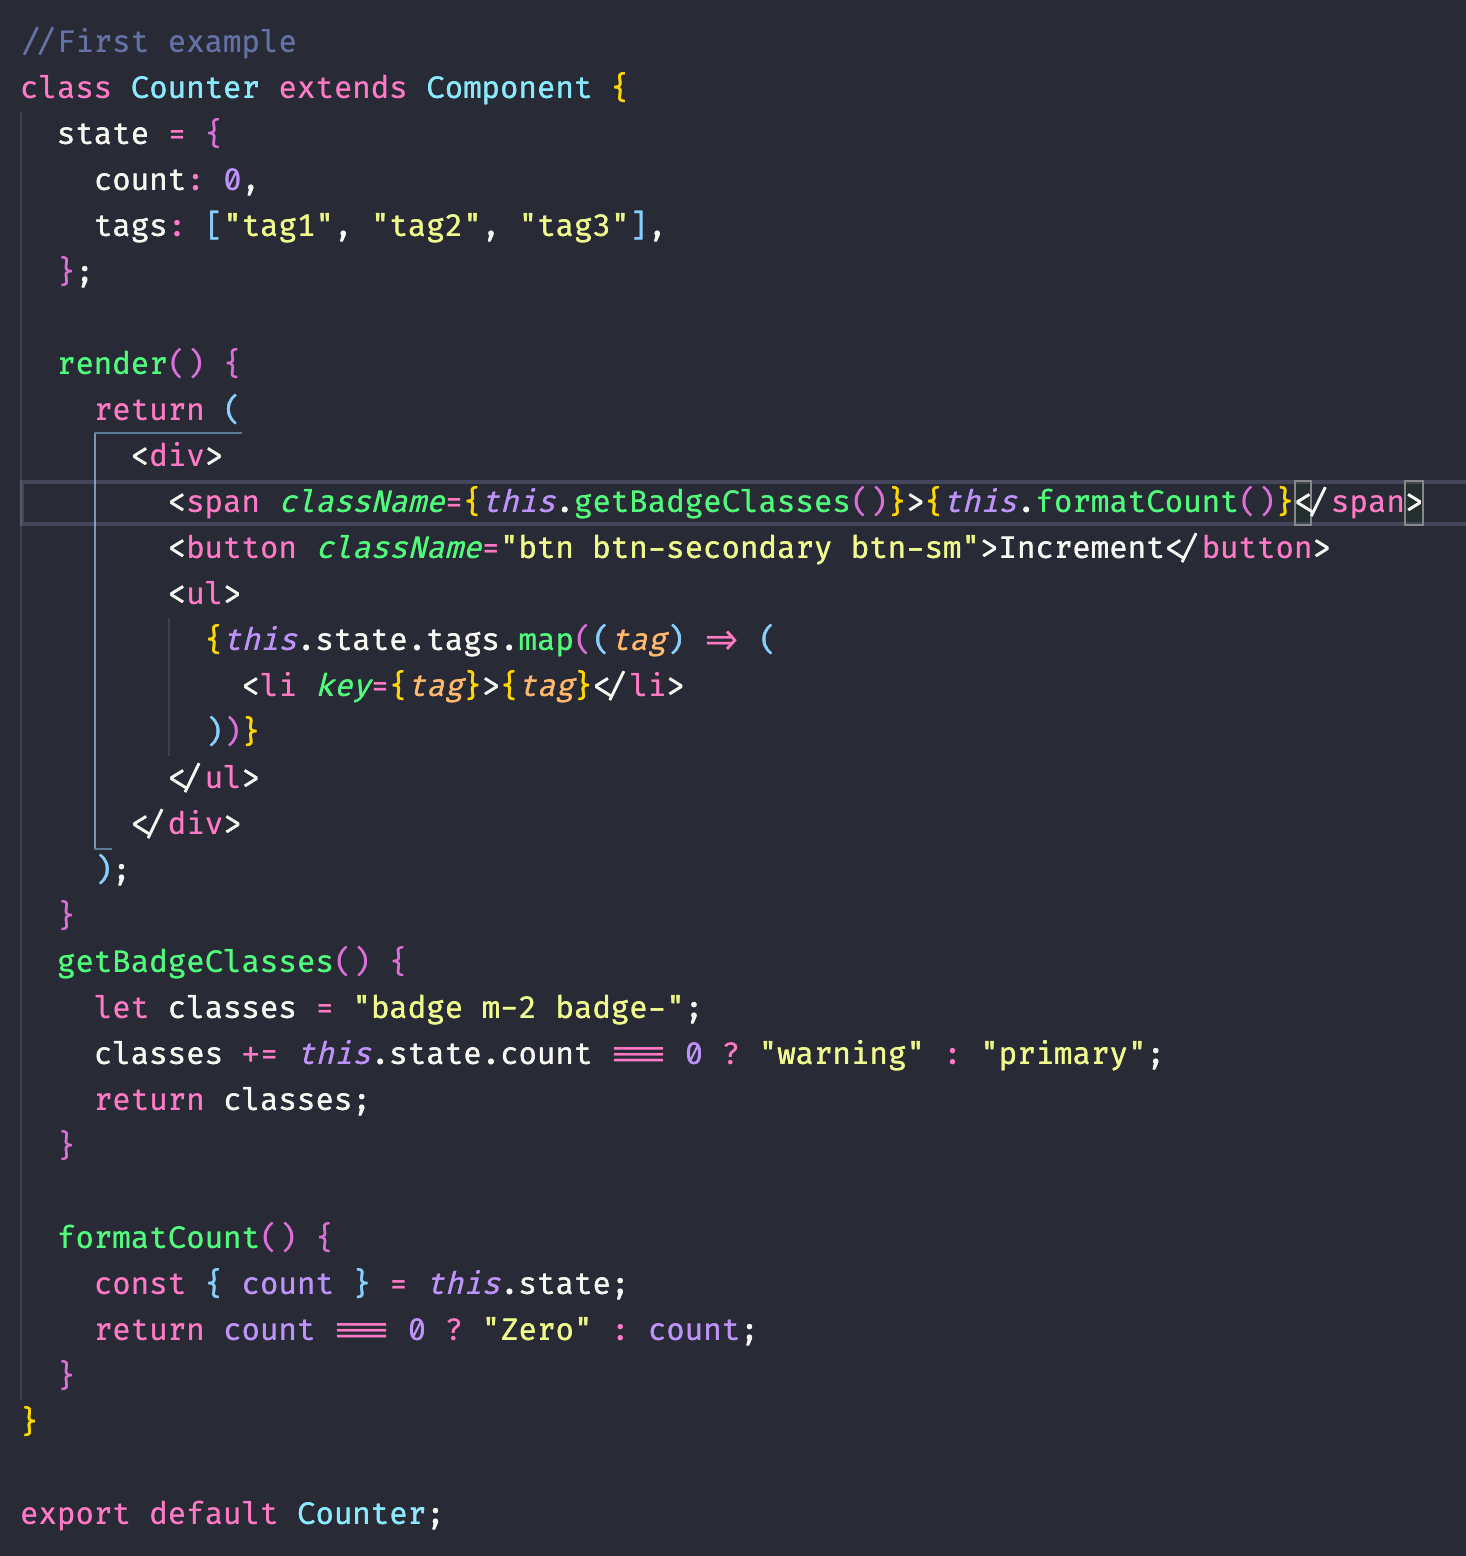 //First example
class Counter extends Component {
  state = {
    count: 0,
    tags: ["tag1", "tag2", "tag3"],
  };

  render() {
    return (
      <div>
        <span className={this.getBadgeClasses()}>{this.formatCount()}</span>
        <button className="btn btn-secondary btn-sm">Increment</button>
        <ul>
          {this.state.tags.map((tag) => (
            <li key={tag}>{tag}</li>
          ))}
        </ul>
      </div>
    );
  }
  getBadgeClasses() {
    let classes = "badge m-2 badge-";
    classes += this.state.count === 0 ? "warning" : "primary";
    return classes;
  }

  formatCount() {
    const { count } = this.state;
    return count === 0 ? "Zero" : count;
  }
}

export default Counter;